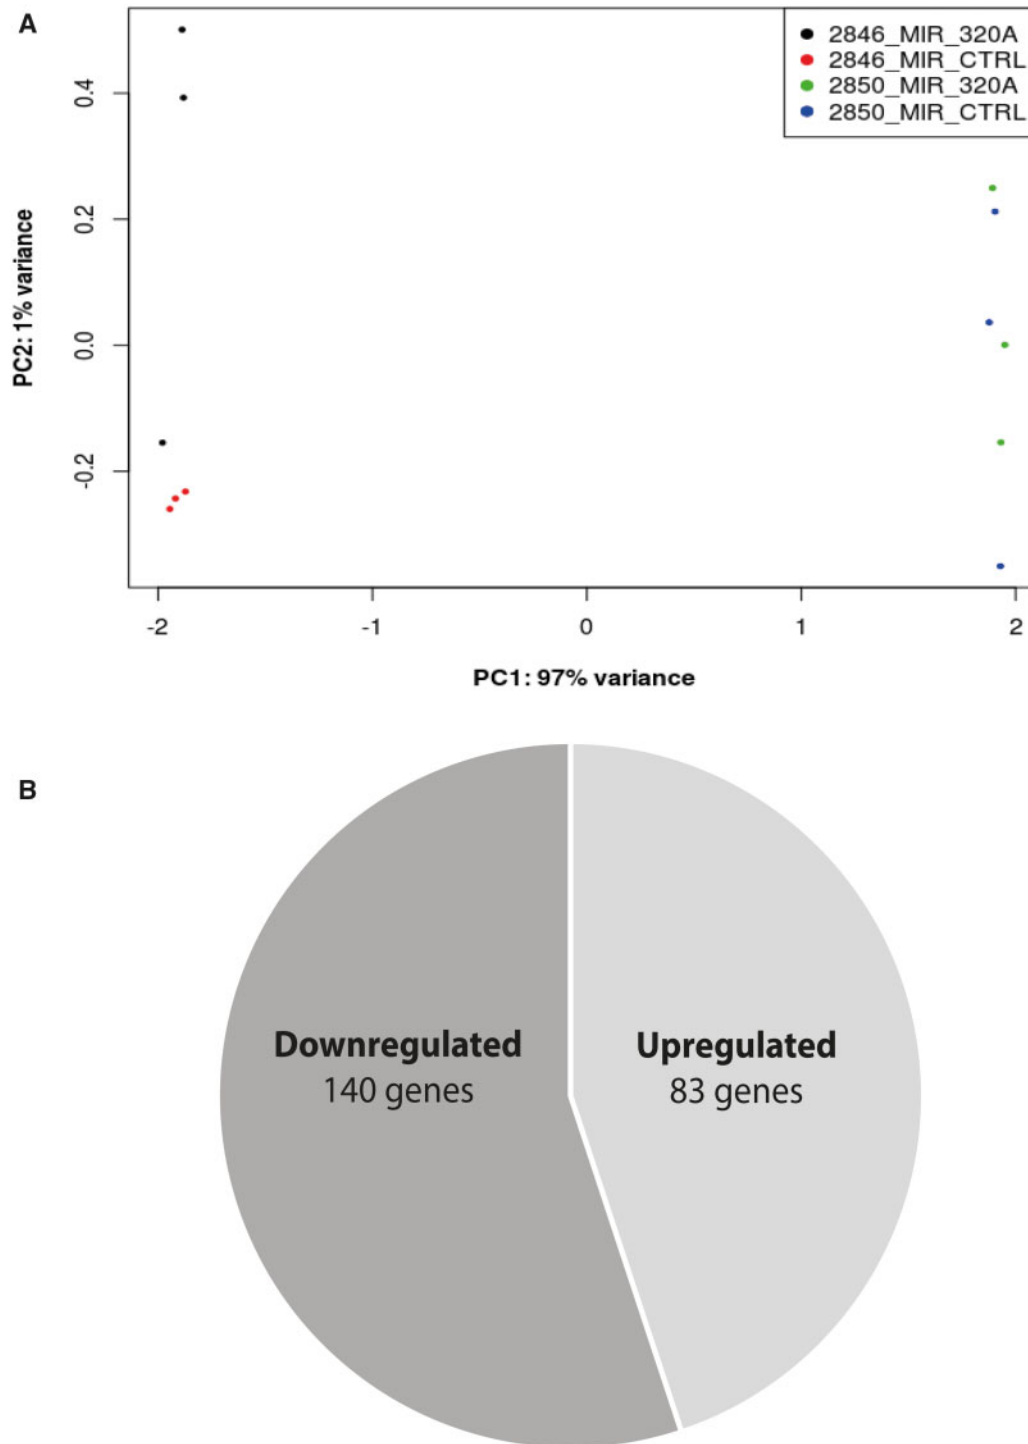 A
2846_MIR_320A
2846_MIR_CTRL
2850_MIR_320A
2850_MIR_CTRL
PC2: 1% variance
0.4
0.2
0.0
-0.2
-2
-1
0
1
2
PC1: 97% variance
B
Downregulated
140 genes
Upregulated
83 genes